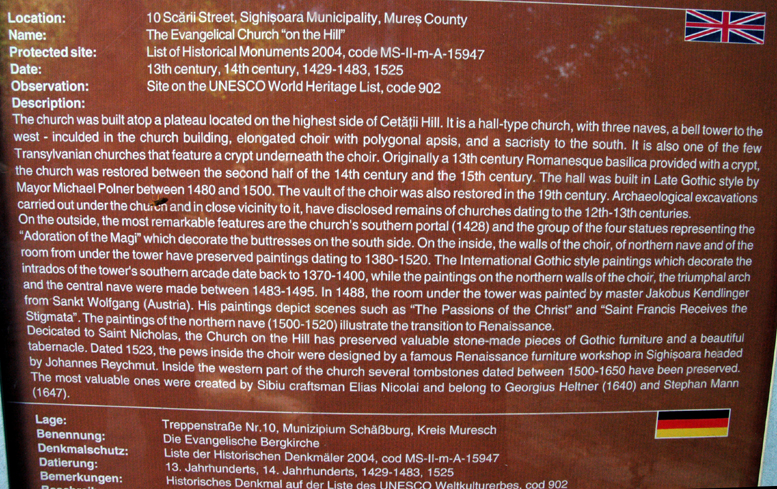 Location: 10 Scării Street, Sighișoara Municipality, Mureș County
Name: The Evangelical Church "on the Hill"
Protected site: List of Historical Monuments 2004, code MS-II-m-A-15947
Date: 13th century, 14th century, 1429-1483, 1525
Observation: Site on the UNESCO World Heritage List, code 902
Description:
The church was built atop a plateau located on the highest side of Cetății Hill. It is a hall-type church, with three naves, a bell tower to the
west - inculded in the church building, elongated choir with polygonal apsis, and a sacristy to the south. It is also one of the few
Transylvanian churches that feature a crypt underneath the choir. Originally a 13th century Romanesque basilica provided with a crypt,
the church was restored between the second half of the 14th century and the 15th century. The hall was built in Late Gothic style by
Mayor Michael Polner between 1480 and 1500. The vault of the choir was also restored in the 19th century. Archaeological excavations
carried out under the church and in close vicinity to it, have disclosed remains of churches dating to the 12th-13th centuries.
On the outside, the most remarkable features are the church's southern portal (1428) and the group of the four statues representing the
"Adoration of the Magi" which decorate the buttresses on the south side. On the inside, the walls of the choir, of northern nave and of the
room from under the tower have preserved paintings dating to 1380-1520. The International Gothic style paintings which decorate the
intrados of the tower's southern arcade date back to 1370-1400, while the paintings on the northern walls of the choir, the triumphal arch
and the central nave were made between 1483-1495. In 1488, the room under the tower was painted by master Jakobus Kendlinger
from Sankt Wolfgang (Austria). His paintings depict scenes such as "The Passions of the Christ" and "Saint Francis Receives the
Stigmata". The paintings of the northern nave (1500-1520) illustrate the transition to Renaissance.
Decicated to Saint Nicholas, the Church on the Hill has preserved valuable stone-made pieces of Gothic furniture and a beautiful
tabernacle. Dated 1523, the pews inside the choir were designed by a famous Renaissance furniture workshop in Sighișoara headed
by Johannes Reychmut. Inside the western part of the church several tombstones dated between 1500-1650 have been preserved.
The most valuable ones were created by Sibiu craftsman Elias Nicolai and belong to Georgius Heltner (1640) and Stephan Mann
(1647).
Lage: Treppenstraße Nr.10, Munizipium Schäßburg, Kreis Muresch
Benennung: Die Evangelische Bergkirche
Denkmalschutz: Liste der Historischen Denkmäler 2004, cod MS-II-m-A-15947
Datierung: 13. Jahrhunderts, 14. Jahrhunderts, 1429-1483, 1525
Bemerkungen: Historisches Denkmal auf der Liste des UNESCO Weltkulturerbes, cod 902